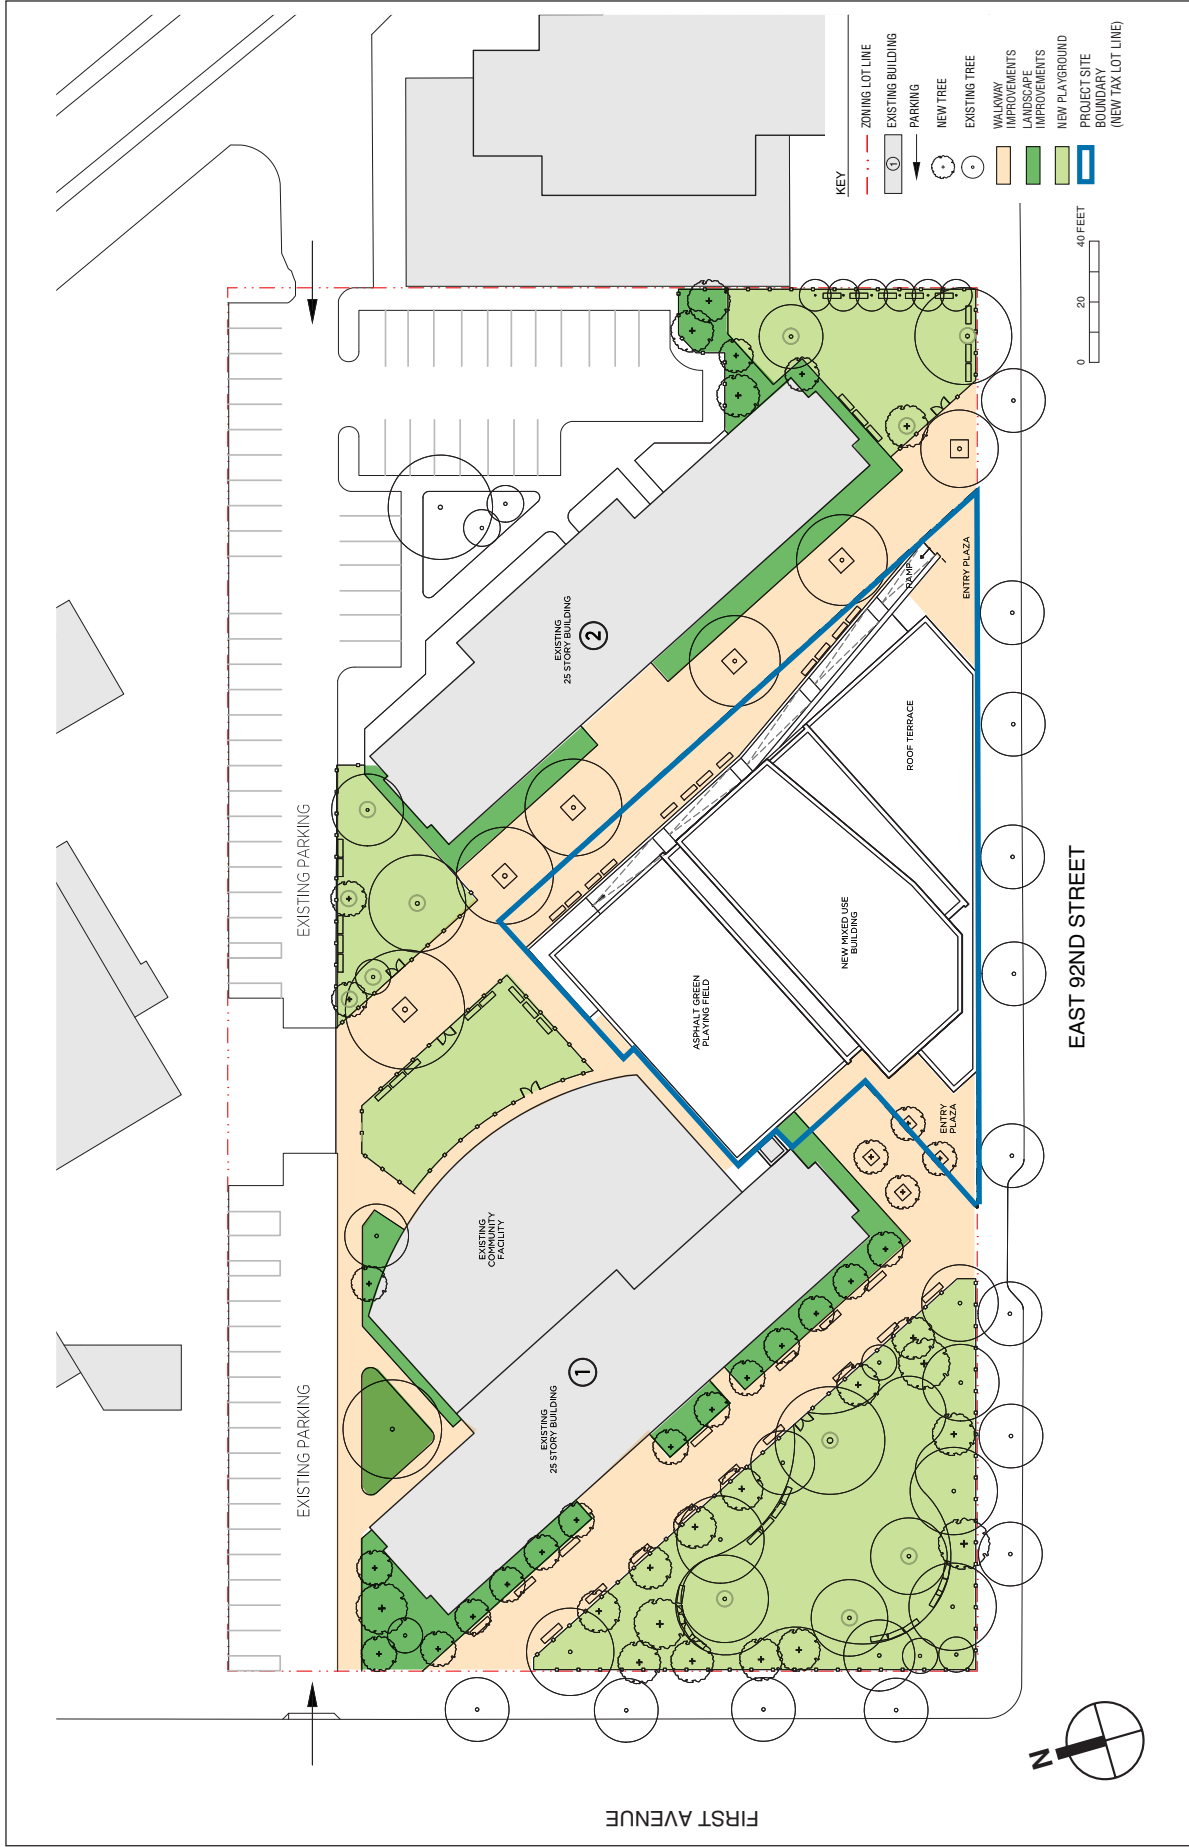 EXISTING PARKING
EXISTING PARKING
EXISTING
25 STORY BUILDING
1
EXISTING
COMMUNITY
FACILITY
EXISTING
25 STORY BUILDING
2
ASPHALT GREEN
PLAYING FIELD
NEW MIXED USE
BUILDING
ROOF TERRACE
RAMP
ENTRY PLAZA
ENTRY
PLAZA
FIRST AVENUE
EAST 92ND STREET
N
0 20 40 FEET
KEY
ZONING LOT LINE
1
EXISTING BUILDING
PARKING
NEW TREE
EXISTING TREE
WALKWAY
IMPROVEMENTS
LANDSCAPE
IMPROVEMENTS
NEW PLAYGROUND
PROJECT SITE
BOUNDARY
(NEW TAX LOT LINE)